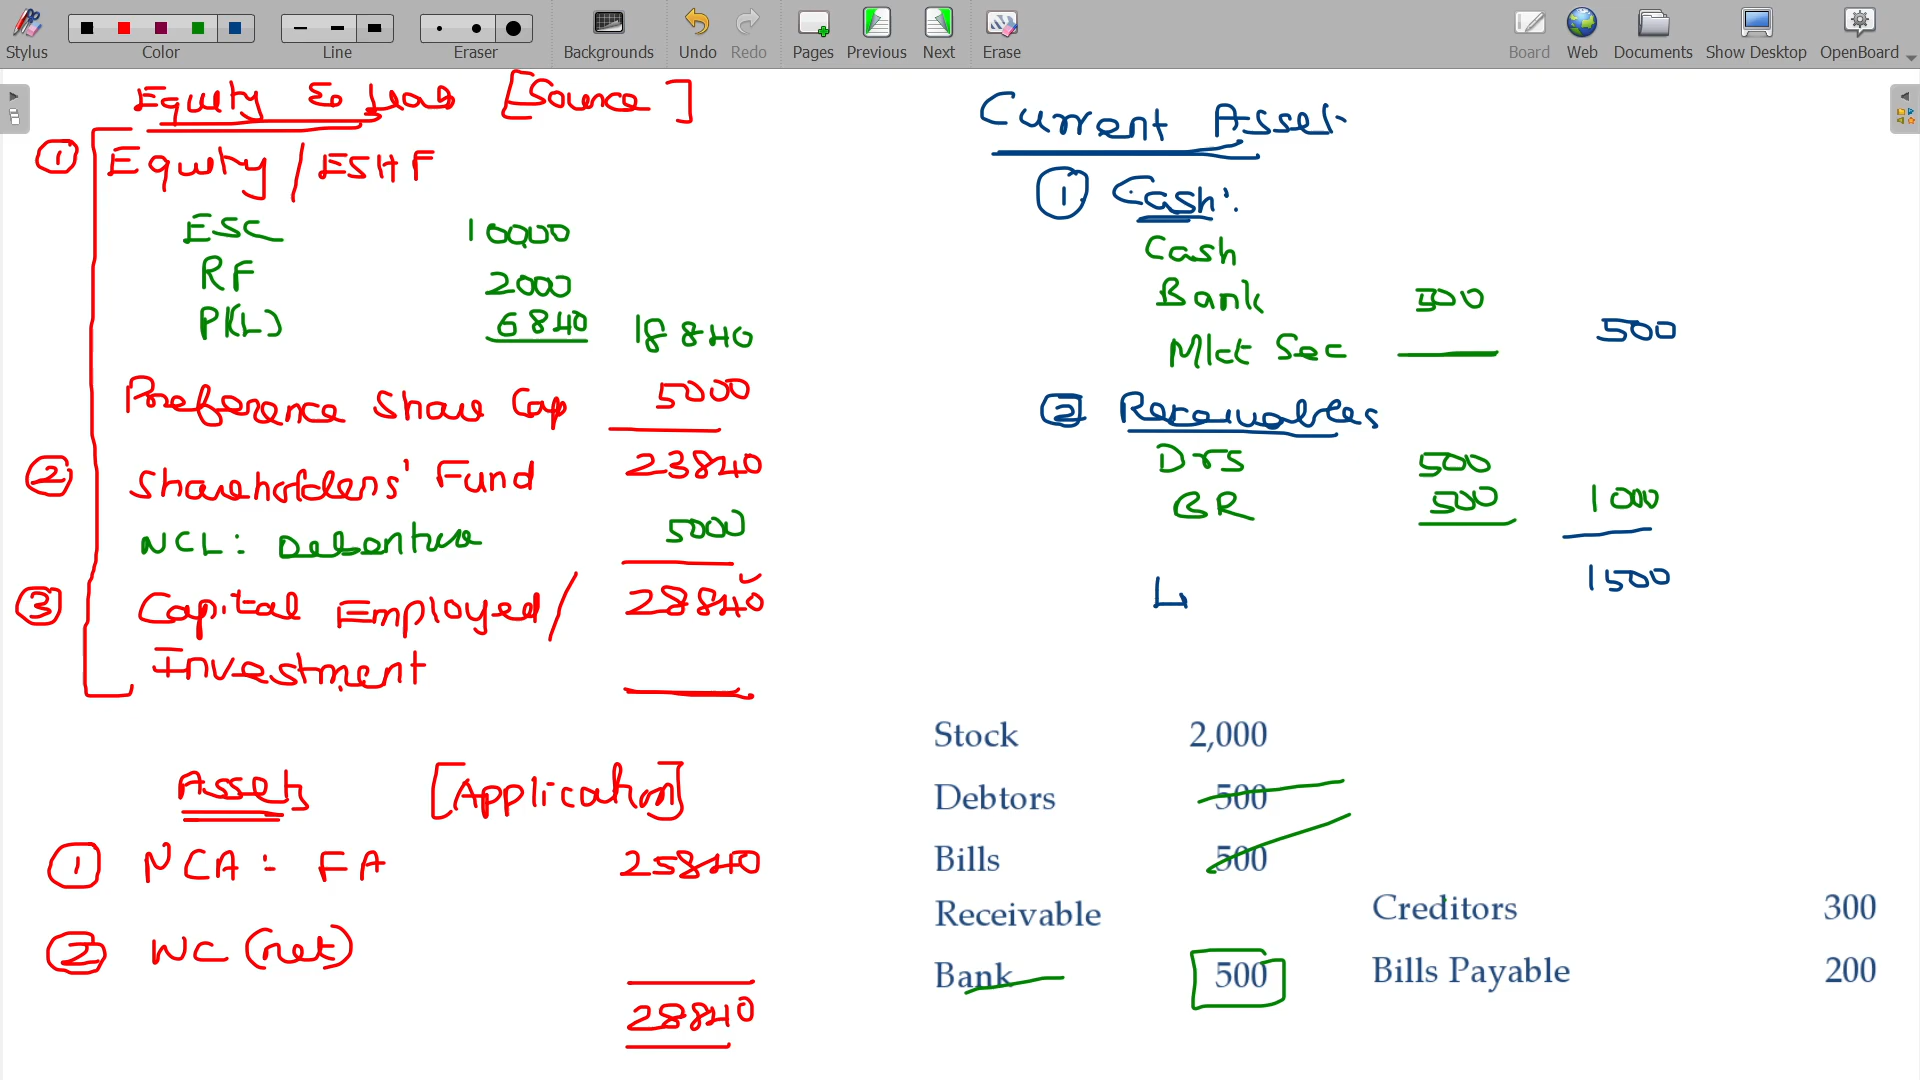 Stylus Color Line Eraser Backgrounds Undo Redo Pages Previous Next Erase Board Web Documents Show Desktop OpenBoard
Equity & [Source]
① Equity / ESHF
ESC 10000
RF 2000
P/(L) 6840 18840
Preference Share Cap 5000
② Shareholders' Fund 23840
NCL: Debenture 5000
③ Capital Employed / 28840
Investment
Assets [Application]
① NCA: FA 25840
② WC (net)
28840
Current Asset
① Cash:
Cash
Bank 500
Mkt Sec 500
② Receivables
Drs 500
BR 500 1000
L 1500
Stock 2,000
Debtors 500
Bills 500
Receivable
Bank 500
Creditors 300
Bills Payable 200